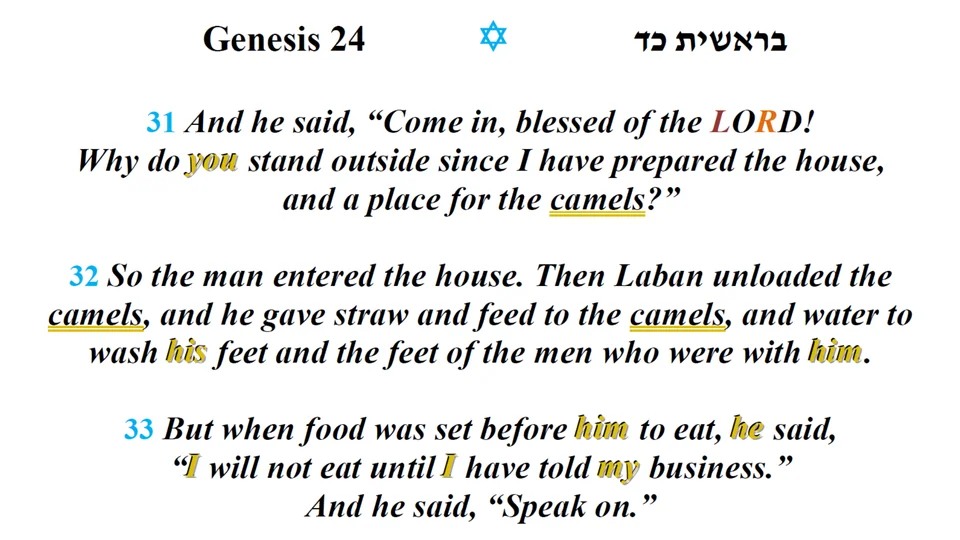 Genesis 24 ✡ בראשית כד
31 And he said, “Come in, blessed of the LORD!
Why do you stand outside since I have prepared the house,
and a place for the camels?”
32 So the man entered the house. Then Laban unloaded the
camels, and he gave straw and feed to the camels, and water to
wash his feet and the feet of the men who were with him.
33 But when food was set before him to eat, he said,
“I will not eat until I have told my business.”
And he said, “Speak on.”